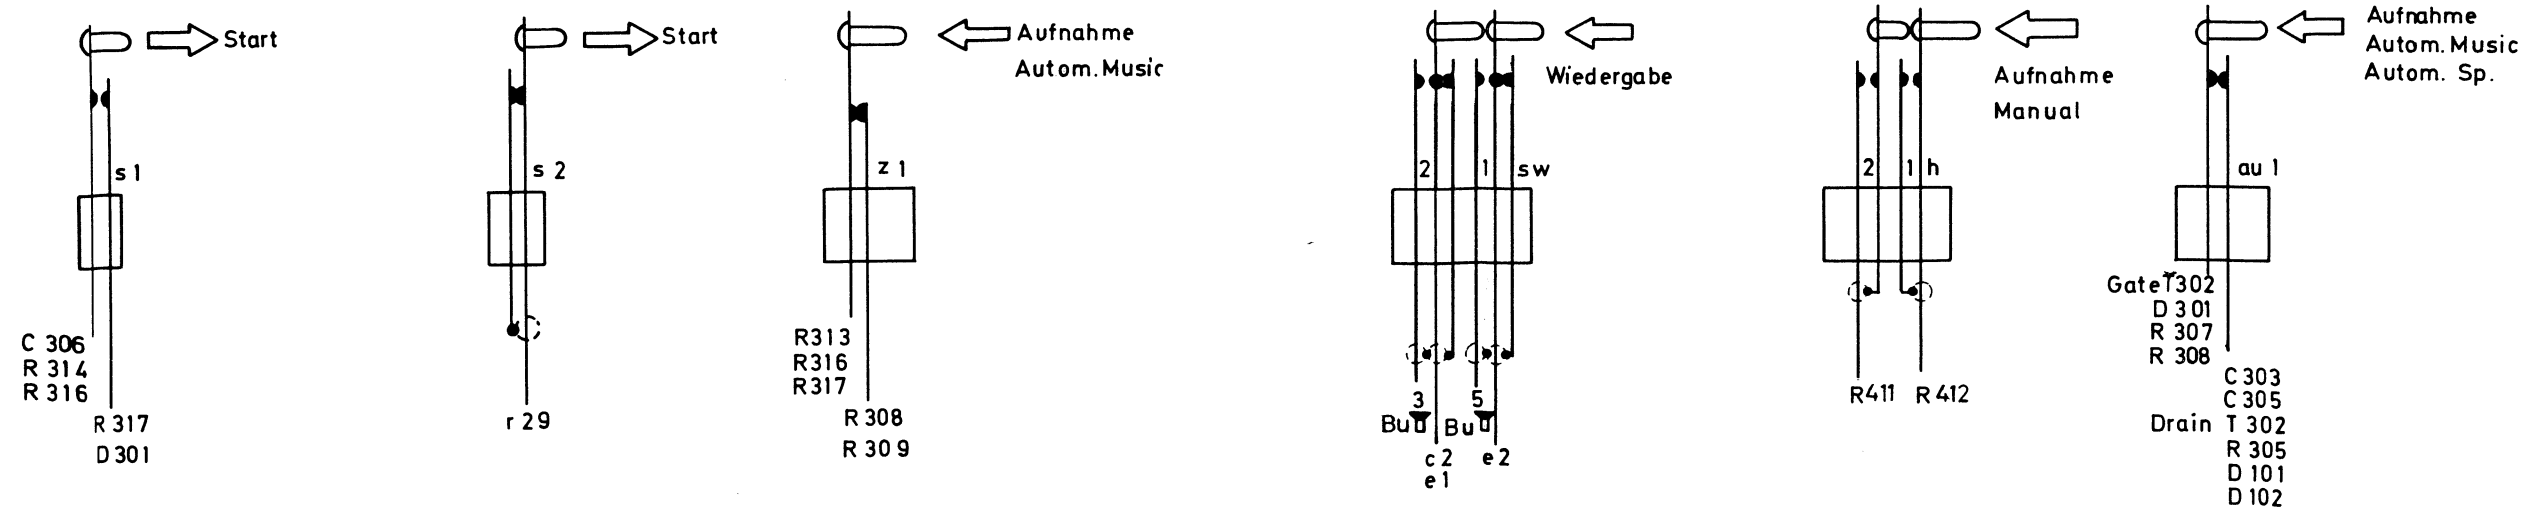 Start
s 1
C 306
R 314
R 316
R 317
D 301
Start
s 2
r 29
Aufnahme
Autom. Music
z 1
R313
R316
R317
R 308
R 309
Wiedergabe
2 1 sw
3 5
Bu Bu
c 2 e 2
e 1
Aufnahme
Manual
2 1 h
R 411 R 412
Aufnahme
Autom. Music
Autom. Sp.
au 1
Gate T302
D 301
R 307
R 308
C 303
C 305
Drain T 302
R 305
D 101
D 102